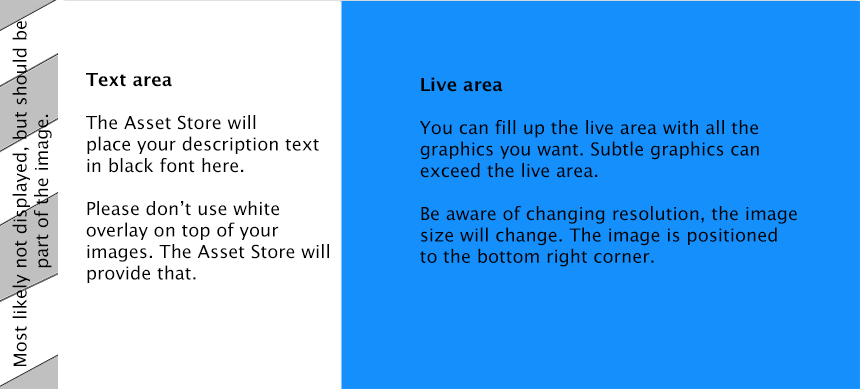 Most likely not displayed, but should be
part of the image.
Text area
The Asset Store will
place your description text
in black font here.
Please don’t use white
overlay on top of your
images. The Asset Store will
provide that.
Live area
You can fill up the live area with all the
graphics you want. Subtle graphics can
exceed the live area.
Be aware of changing resolution, the image
size will change. The image is positioned
to the bottom right corner.